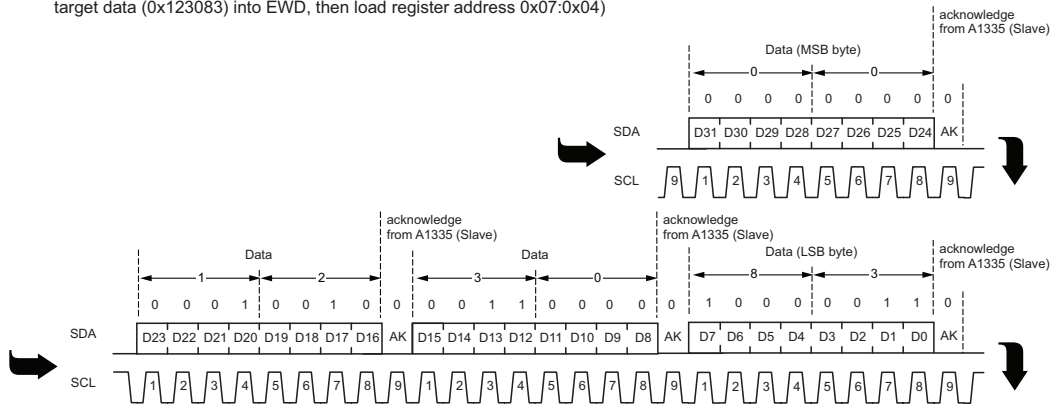 target data (0x123083) into EWD, then load register address 0x07:0x04)
acknowledge
from A1335 (Slave)
Data (MSB byte)
0 0
0 0 0 0 0 0 0 0 0
SDA D31 D30 D29 D28 D27 D26 D25 D24 AK
SCL 9 1 2 3 4 5 6 7 8 9
acknowledge
from A1335 (Slave)
acknowledge
from A1335 (Slave)
acknowledge
from A1335 (Slave)
Data Data Data (LSB byte)
1 2 3 0 8 3
0 0 0 1 0 0 1 0 0 0 0 1 1 0 0 0 0 0 1 0 0 0 0 0 1 1 0
SDA D23 D22 D21 D20 D19 D18 D17 D16 AK D15 D14 D13 D12 D11 D10 D9 D8 AK D7 D6 D5 D4 D3 D2 D1 D0 AK
SCL 1 2 3 4 5 6 7 8 9 1 2 3 4 5 6 7 8 9 1 2 3 4 5 6 7 8 9